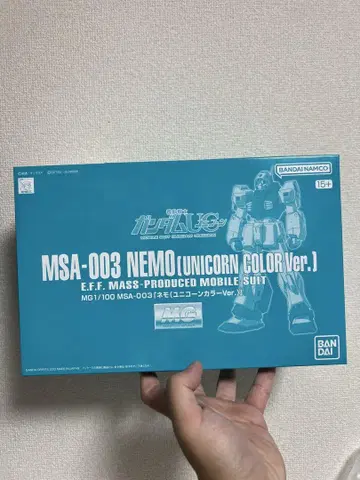 BANDAI NAMCO
15+
機動戦士
ガンダムUC
MSA-003 NEMO[UNICORN COLOR Ver.]
E.F.F. MASS-PRODUCED MOBILE SUIT
MG1/100 MSA-003「ネモ(ユニコーンカラーVer.)」
MG
BAN
DAI